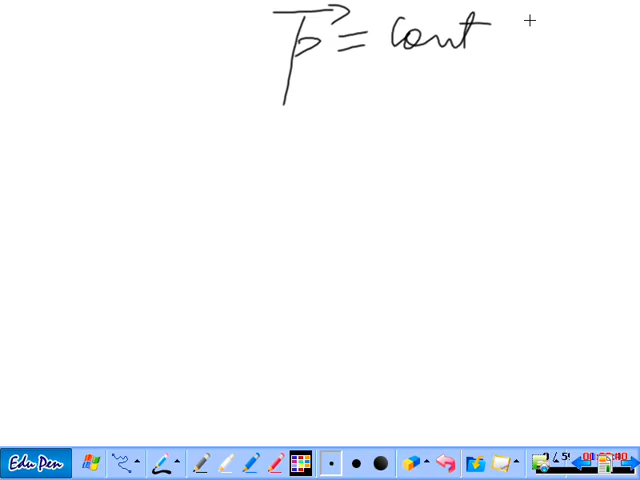 p⃗ = cont
Edu Pen